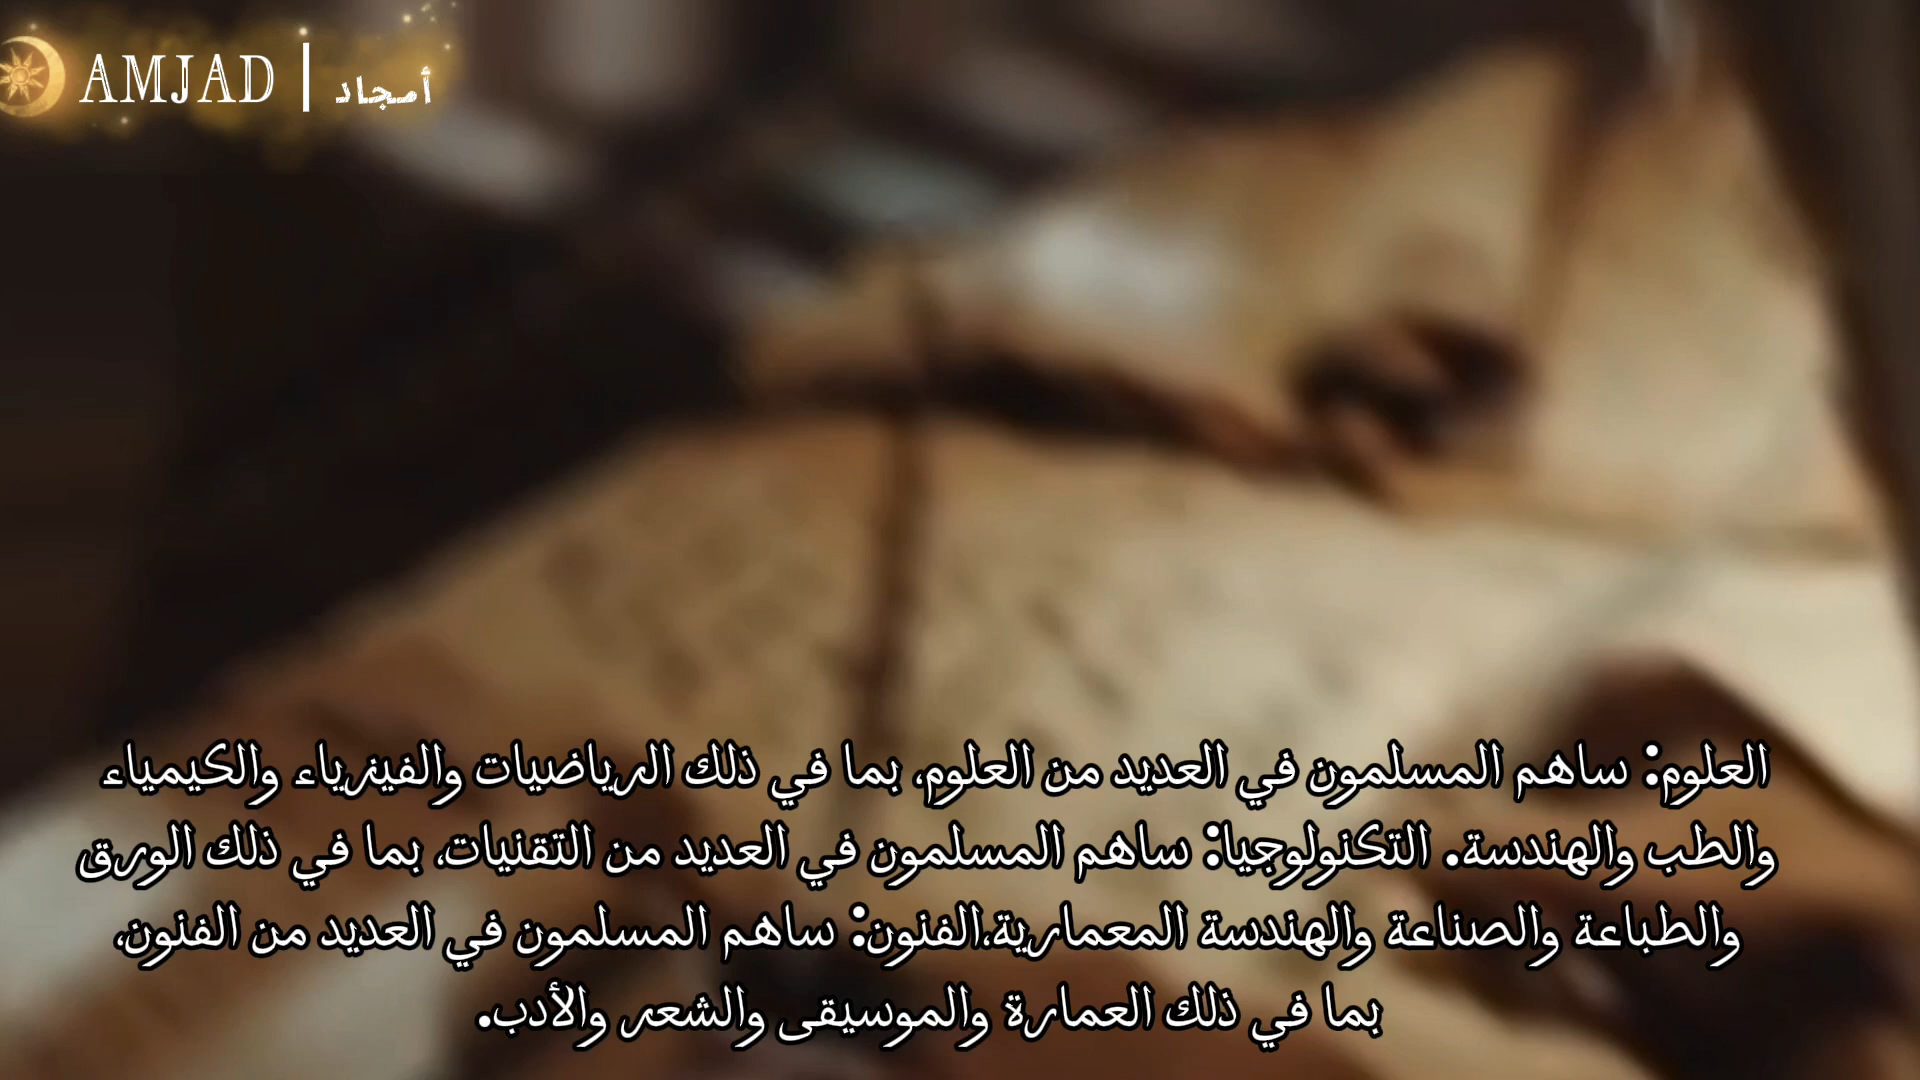 AMJAD | أمجاد
العلوم: ساهم المسلمون في العديد من العلوم، بما في ذلك الرياضيات والفيزياء والكيمياء
والطب والهندسة. التكنولوجيا: ساهم المسلمون في العديد من التقنيات، بما في ذلك الورق
والطباعة والصناعة والهندسة المعمارية،الفنون: ساهم المسلمون في العديد من الفنون،
بما في ذلك العمارة والموسيقى والشعر والأدب.